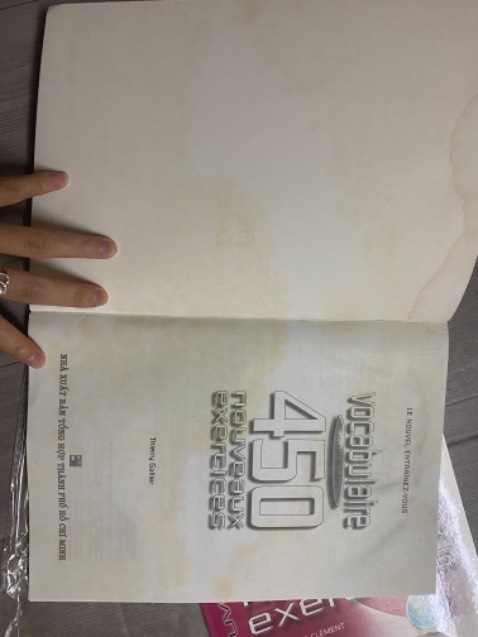 LE NOUVEL ENTRAÎNEZ-VOUS
vocabulaire
450
nouveaux
exercices
Thierry Gallier
NHÀ XUẤT BẢN TỔNG HỢP THÀNH PHỐ HỒ CHÍ MINH
exer
CLÉMENT